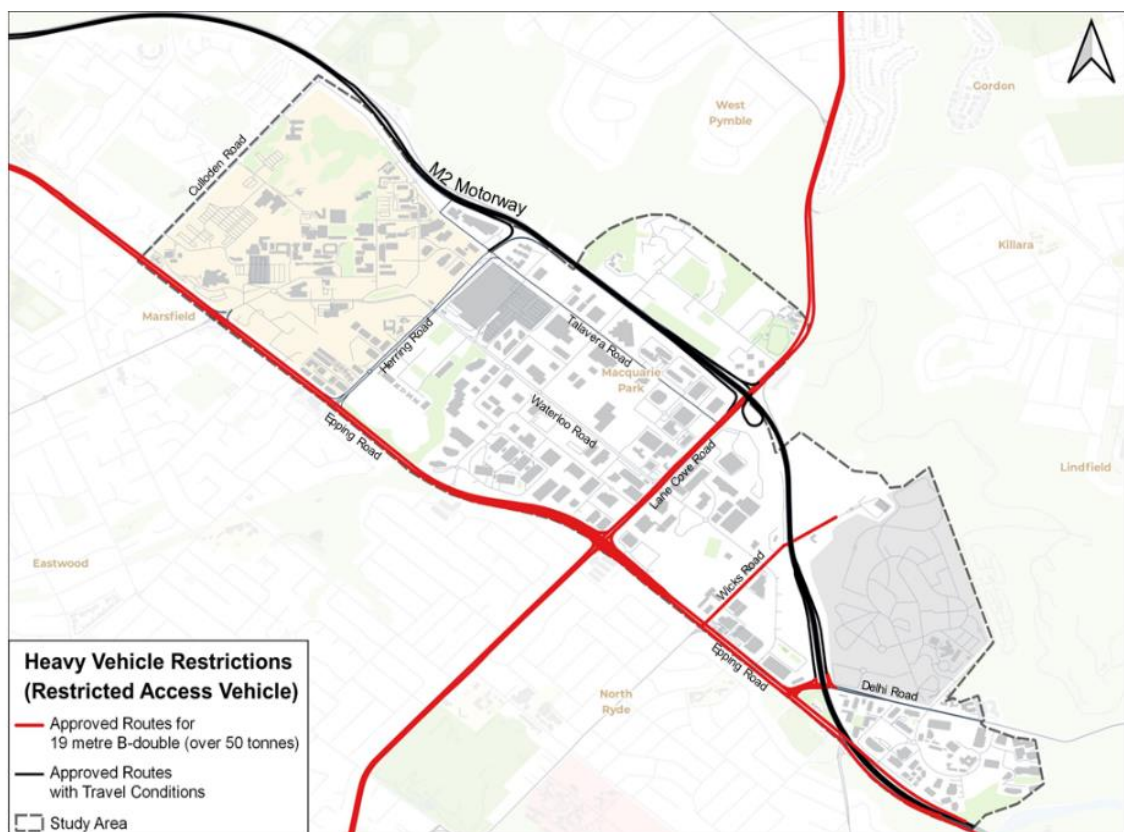 West
Pymble
Gordon
Culloden Road
M2 Motorway
Killara
Marsfield
Herring Road
Talavera Road
Macquarie
Park
Waterloo Road
Epping Road
Lane Cove Road
Lindfield
Eastwood
Wicks Road
Epping Road
Delhi Road
North
Ryde
Heavy Vehicle Restrictions
(Restricted Access Vehicle)
Approved Routes for
19 metre B-double (over 50 tonnes)
Approved Routes
with Travel Conditions
Study Area